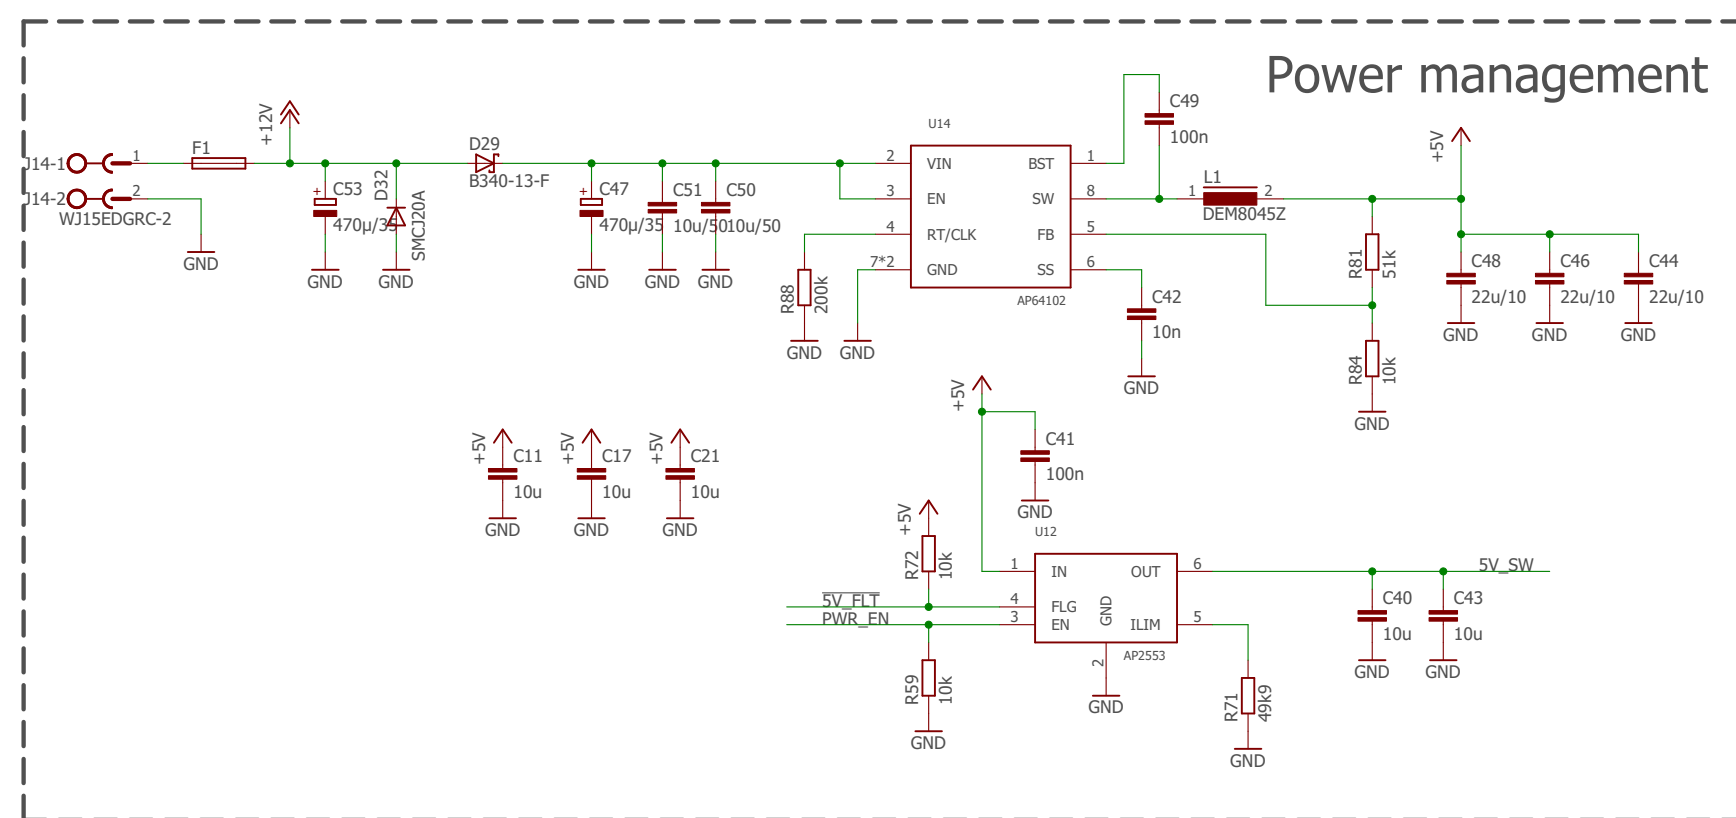 Power management
J14-1
1
J14-2
2
WJ15EDGRC-2
GND
F1
+12V
+
C53
470µ/35
GND
D32
SMCJ20A
GND
D29
B340-13-F
+
C47
470µ/35
GND
C51
10u/50
GND
C50
10u/50
GND
U14
2
VIN
3
EN
4
RT/CLK
7*2
GND
BST
1
SW
8
FB
5
SS
6
AP64102
R88
200k
GND
GND
C49
100n
C42
10n
GND
L1
1
2
DEM8045Z
R81
51k
R84
10k
GND
+5V
C48
22u/10
GND
C46
22u/10
GND
C44
22u/10
GND
+5V
C11
10u
GND
+5V
C17
10u
GND
+5V
C21
10u
GND
+5V
C41
100n
GND
+5V
R72
10k
5V_FLT
PWR_EN
R59
10k
GND
U12
1
IN
4
FLG
3
EN
GND
2
OUT
6
ILIM
5
AP2553
GND
R71
49k9
GND
5V_SW
C40
10u
GND
C43
10u
GND